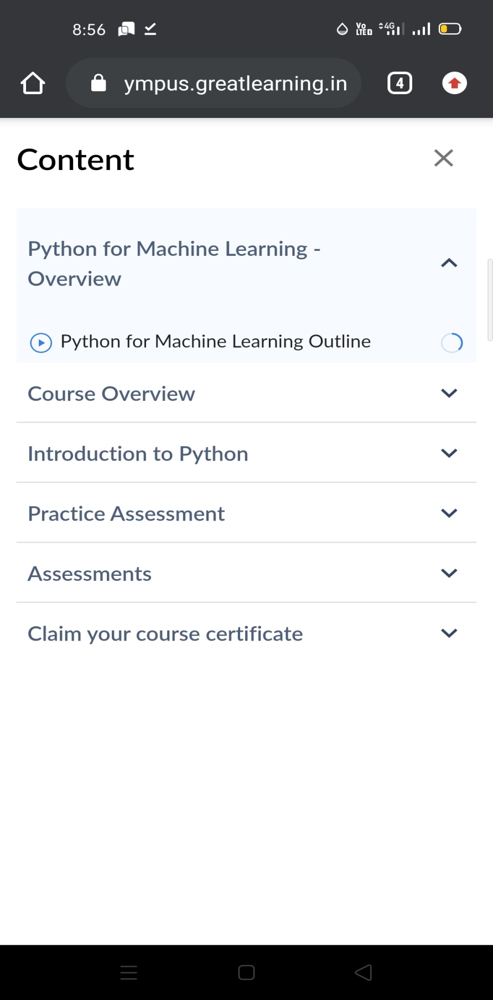 8:56
Vo
LTE
4G
ympus.greatlearning.in
4
Content
Python for Machine Learning -
Overview
Python for Machine Learning Outline
Course Overview
Introduction to Python
Practice Assessment
Assessments
Claim your course certificate